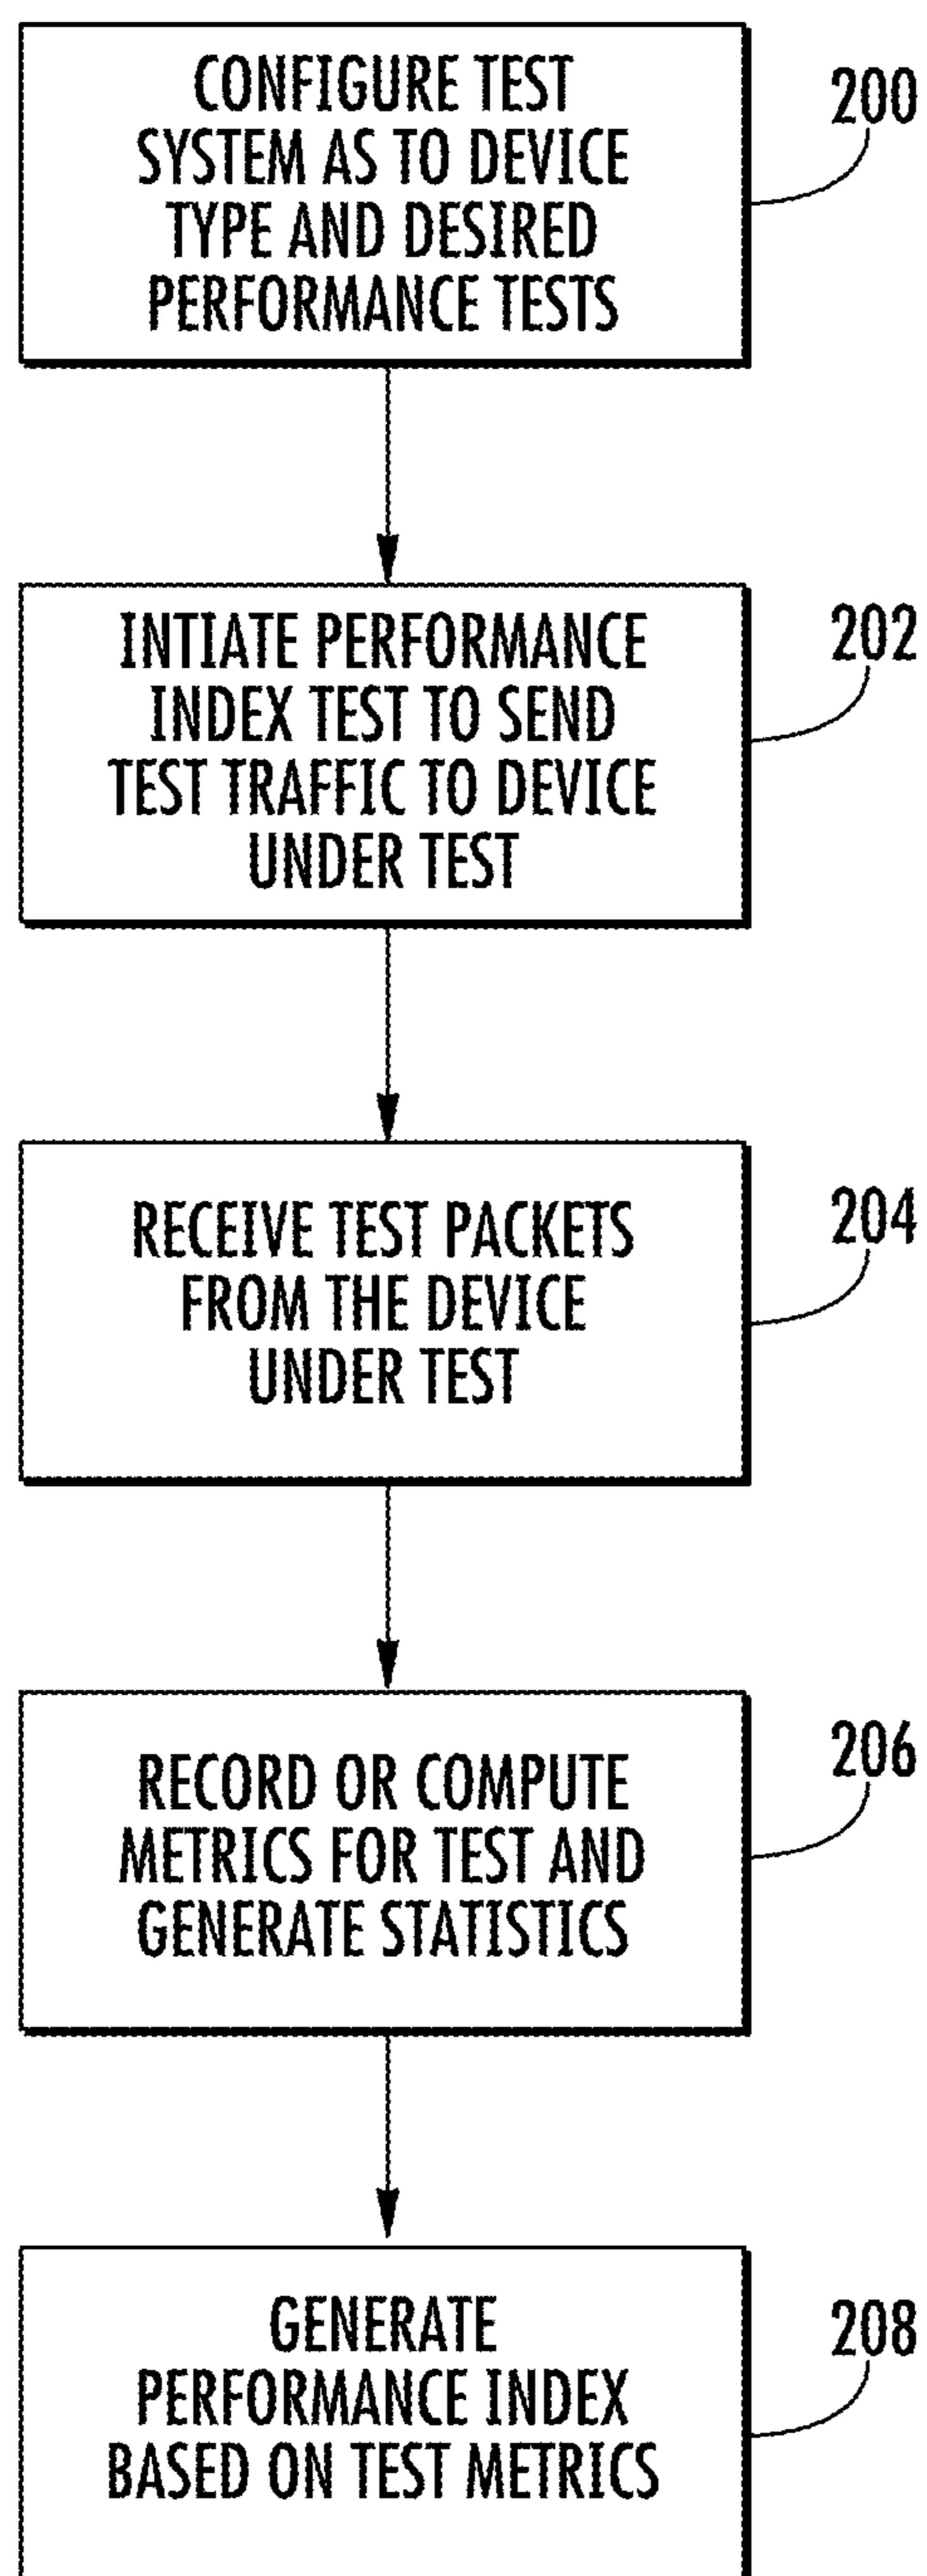 CONFIGURE TEST
SYSTEM AS TO DEVICE
TYPE AND DESIRED
PERFORMANCE TESTS
200
INTIATE PERFORMANCE
INDEX TEST TO SEND
TEST TRAFFIC TO DEVICE
UNDER TEST
202
RECEIVE TEST PACKETS
FROM THE DEVICE
UNDER TEST
204
RECORD OR COMPUTE
METRICS FOR TEST AND
GENERATE STATISTICS
206
GENERATE
PERFORMANCE INDEX
BASED ON TEST METRICS
208